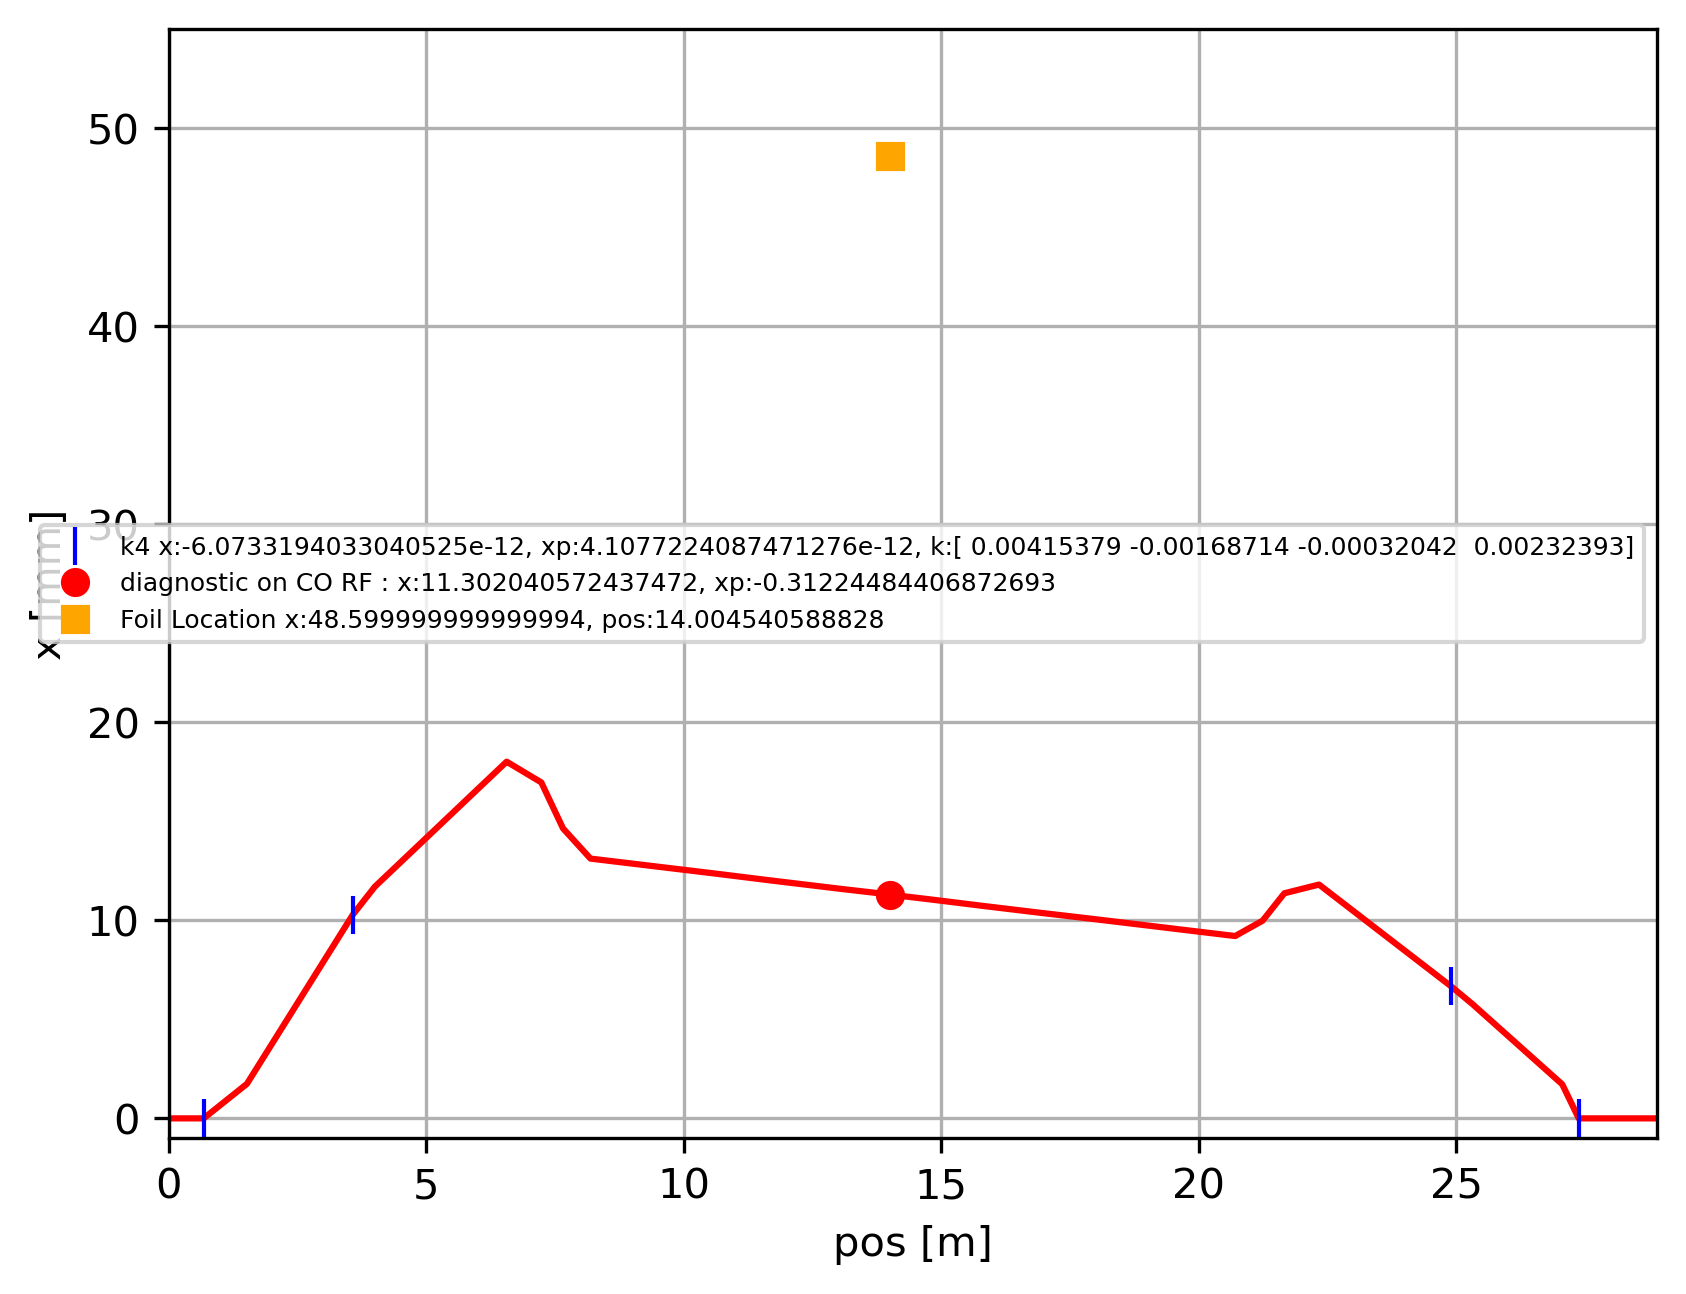 50
40
30
20
10
0
x [mm]
k4 x:-6.0733194033040525e-12, xp:4.1077224087471276e-12, k:[ 0.00415379 -0.00168714 -0.00032042  0.00232393]
diagnostic on CO RF : x:11.302040572437472, xp:-0.31224484406872693
Foil Location x:48.599999999999994, pos:14.004540588828
0 5 10 15 20 25
pos [m]